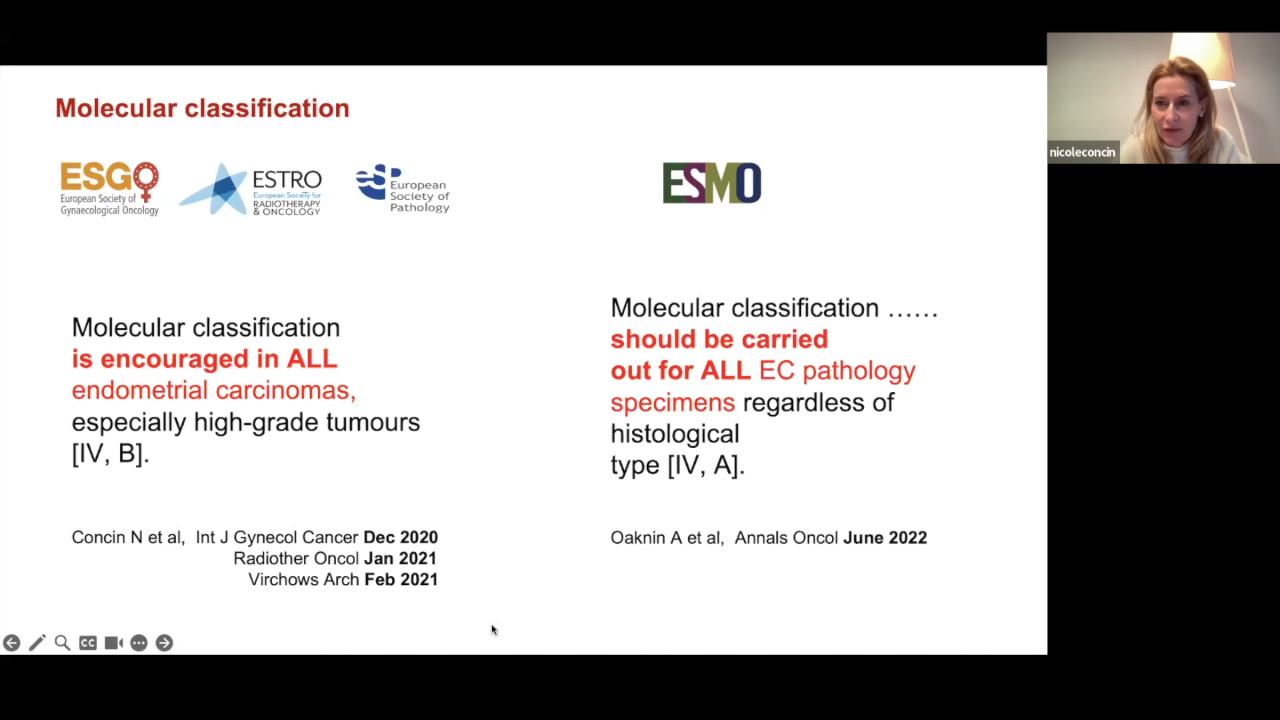 Molecular classification
ESGO
European Society of
Gynaecological Oncology
ESTRO
European Society for
RADIOTHERAPY
& ONCOLOGY
eSP
European
Society of
Pathology
Molecular classification
is encouraged in ALL
endometrial carcinomas,
especially high-grade tumours
[IV, B].
Concin N et al, Int J Gynecol Cancer Dec 2020
Radiother Oncol Jan 2021
Virchows Arch Feb 2021
ESMO
Molecular classification ……
should be carried
out for ALL EC pathology
specimens regardless of
histological
type [IV, A].
Oaknin A et al, Annals Oncol June 2022
CC
nicoleconcin